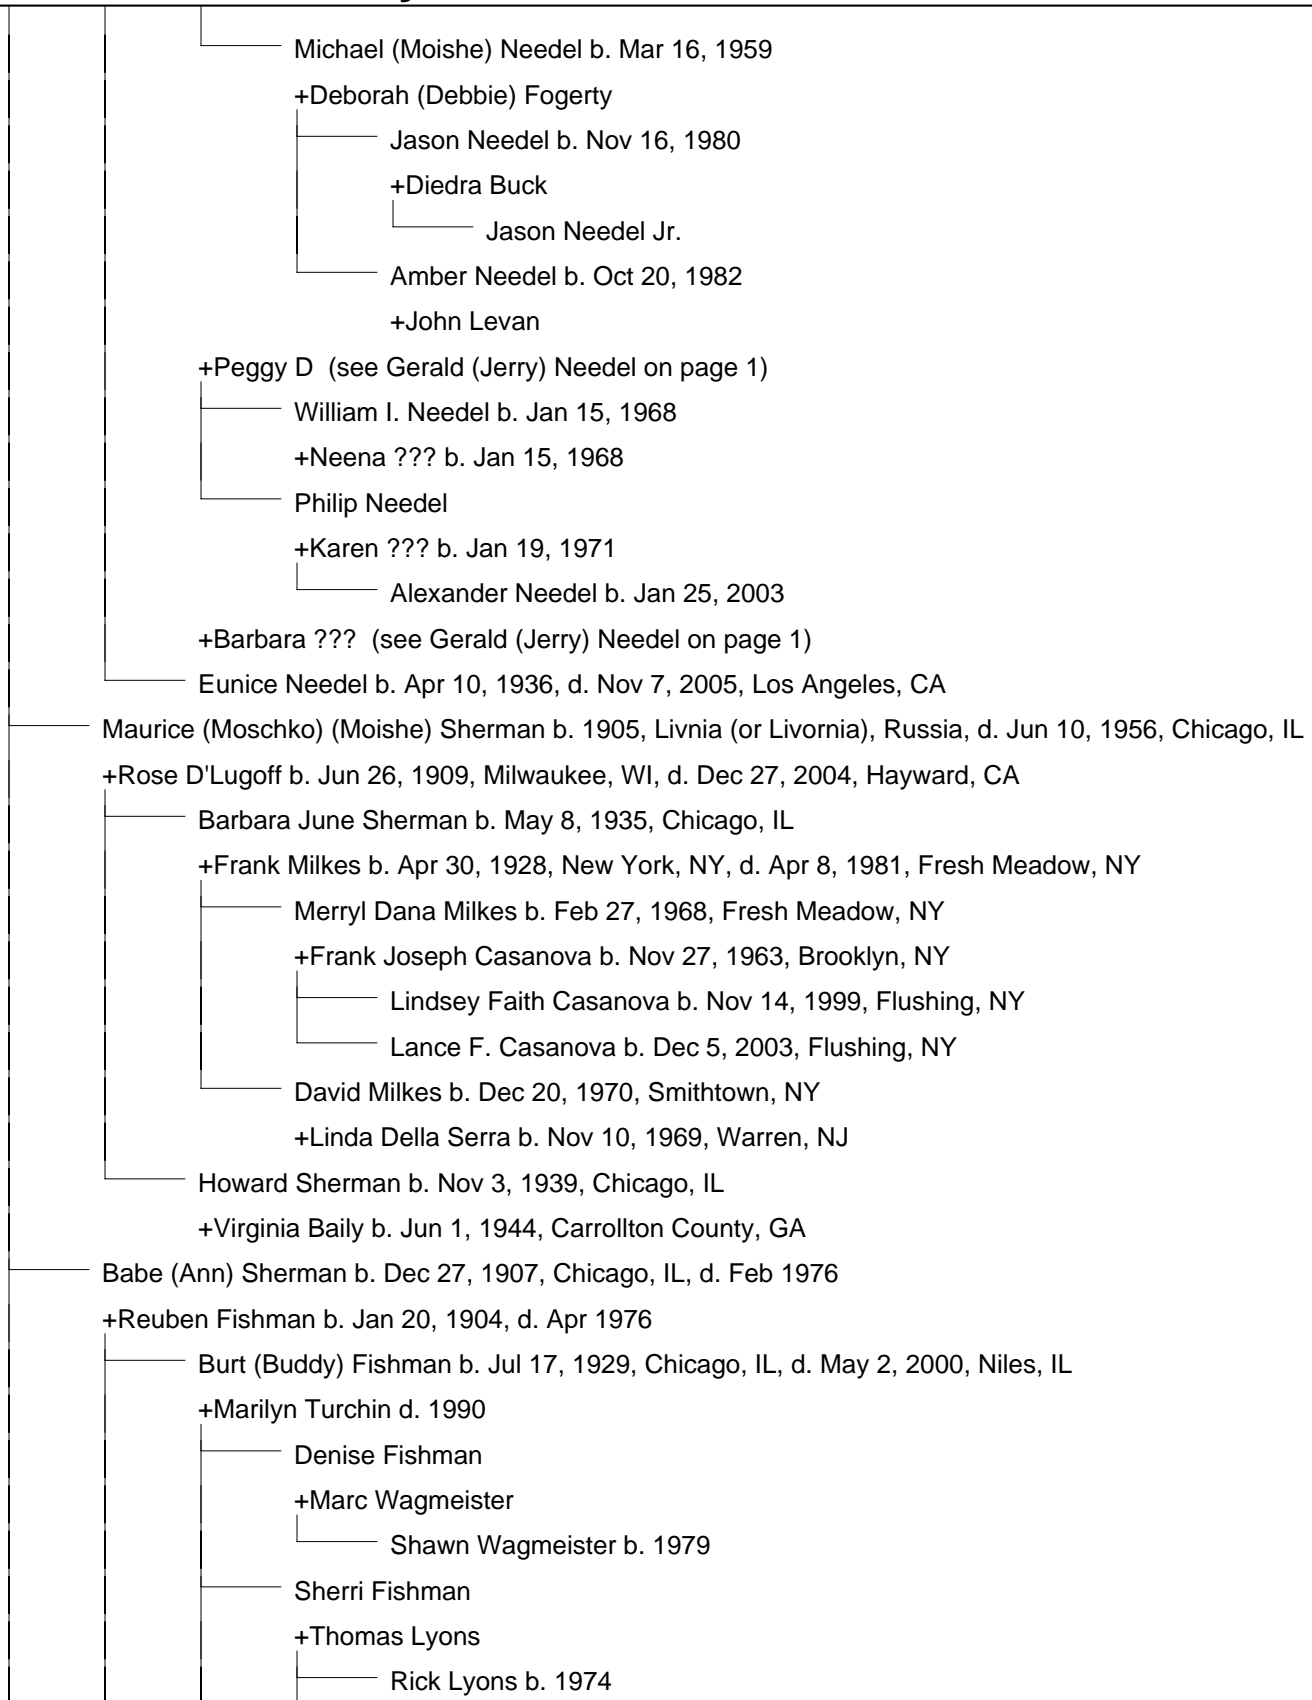 Michael (Moishe) Needel b. Mar 16, 1959
+Deborah (Debbie) Fogerty
Jason Needel b. Nov 16, 1980
+Diedra Buck
Jason Needel Jr.
Amber Needel b. Oct 20, 1982
+John Levan
+Peggy D (see Gerald (Jerry) Needel on page 1)
William I. Needel b. Jan 15, 1968
+Neena ??? b. Jan 15, 1968
Philip Needel
+Karen ??? b. Jan 19, 1971
Alexander Needel b. Jan 25, 2003
+Barbara ??? (see Gerald (Jerry) Needel on page 1)
Eunice Needel b. Apr 10, 1936, d. Nov 7, 2005, Los Angeles, CA
Maurice (Moschko) (Moishe) Sherman b. 1905, Livnia (or Livornia), Russia, d. Jun 10, 1956, Chicago, IL
+Rose D'Lugoff b. Jun 26, 1909, Milwaukee, WI, d. Dec 27, 2004, Hayward, CA
Barbara June Sherman b. May 8, 1935, Chicago, IL
+Frank Milkes b. Apr 30, 1928, New York, NY, d. Apr 8, 1981, Fresh Meadow, NY
Merryl Dana Milkes b. Feb 27, 1968, Fresh Meadow, NY
+Frank Joseph Casanova b. Nov 27, 1963, Brooklyn, NY
Lindsey Faith Casanova b. Nov 14, 1999, Flushing, NY
Lance F. Casanova b. Dec 5, 2003, Flushing, NY
David Milkes b. Dec 20, 1970, Smithtown, NY
+Linda Della Serra b. Nov 10, 1969, Warren, NJ
Howard Sherman b. Nov 3, 1939, Chicago, IL
+Virginia Baily b. Jun 1, 1944, Carrollton County, GA
Babe (Ann) Sherman b. Dec 27, 1907, Chicago, IL, d. Feb 1976
+Reuben Fishman b. Jan 20, 1904, d. Apr 1976
Burt (Buddy) Fishman b. Jul 17, 1929, Chicago, IL, d. May 2, 2000, Niles, IL
+Marilyn Turchin d. 1990
Denise Fishman
+Marc Wagmeister
Shawn Wagmeister b. 1979
Sherri Fishman
+Thomas Lyons
Rick Lyons b. 1974